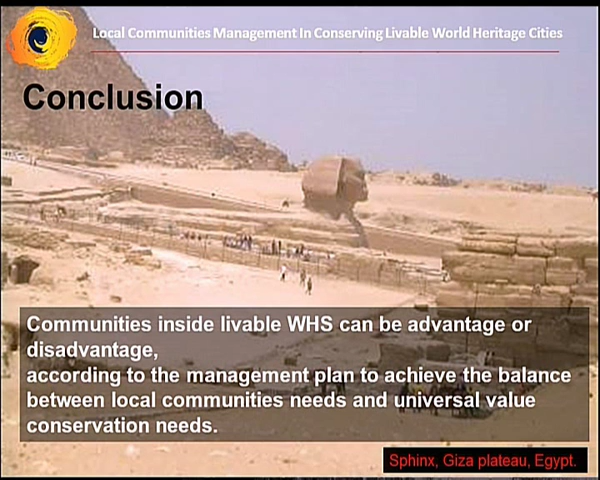 Local Communities Management In Conserving Livable World Heritage Cities
Conclusion
Communities inside livable WHS can be advantage or
disadvantage,
according to the management plan to achieve the balance
between local communities needs and universal value
conservation needs.
Sphinx, Giza plateau, Egypt.